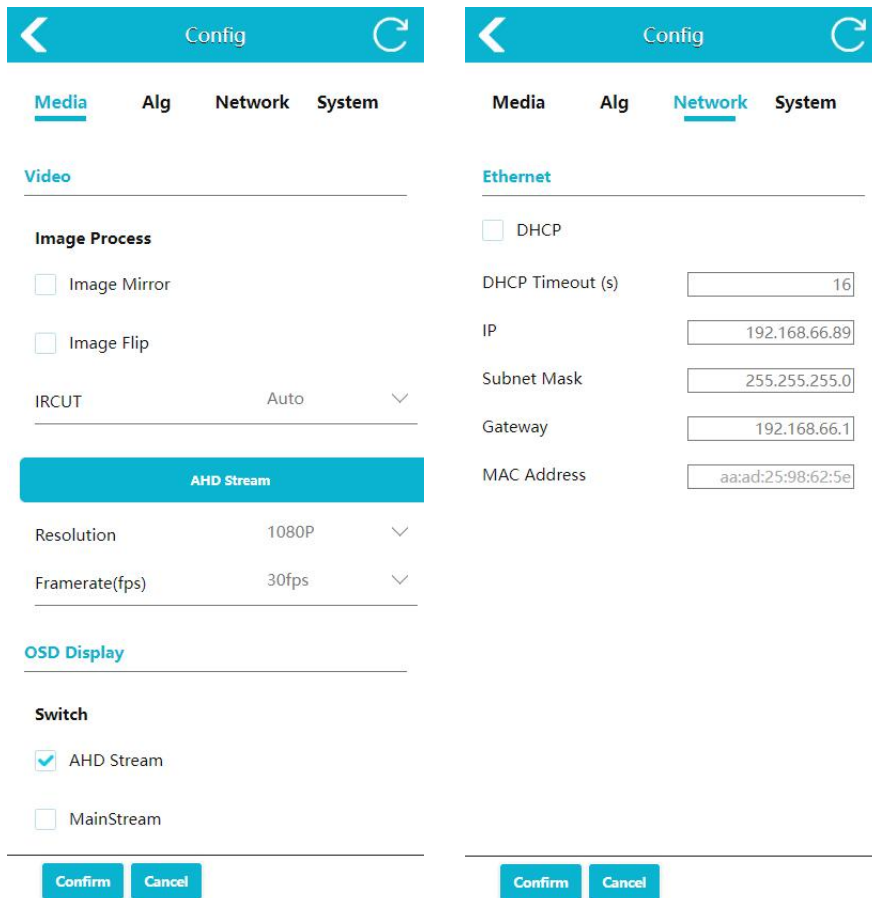 Config
Media Alg Network System
Video
Image Process
Image Mirror
Image Flip
IRCUT Auto
AHD Stream
Resolution 1080P
Framerate(fps) 30fps
OSD Display
Switch
AHD Stream
MainStream
Confirm Cancel
Config
Media Alg Network System
Ethernet
DHCP
DHCP Timeout (s) 16
IP 192.168.66.89
Subnet Mask 255.255.255.0
Gateway 192.168.66.1
MAC Address aa:ad:25:98:62:5e
Confirm Cancel